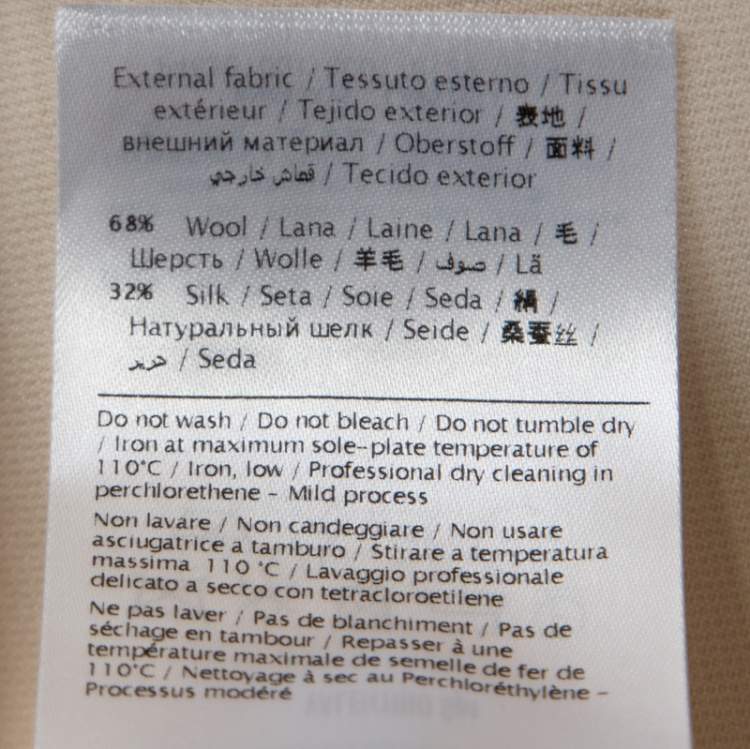 External fabric / Tessuto esterno / Tissu
extérieur / Tejido exterior / 表地 /
внешний материал / Oberstoff / 面料 /
قماش خارجي / Tecido exterior
68% Wool / Lana / Laine / Lana / 毛 /
Шерсть / Wolle / 羊毛 / صوف / Lã
32% Silk / Seta / Soie / Seda / 絹 /
Натуральный шелк / Seide / 桑蚕丝 /
حرير / Seda
Do not wash / Do not bleach / Do not tumble dry
/ Iron at maximum sole-plate temperature of
110°C / Iron, low / Professional dry cleaning in
perchlorethene - Mild process
Non lavare / Non candeggiare / Non usare
asciugatrice a tamburo / Stirare a temperatura
massima 110 °C / Lavaggio professionale
delicato a secco con tetracloroetilene
Ne pas laver / Pas de blanchiment / Pas de
séchage en tambour / Repasser à une
température maximale de semelle de fer de
110°C / Nettoyage à sec au Perchloréthylène -
Processus modéré